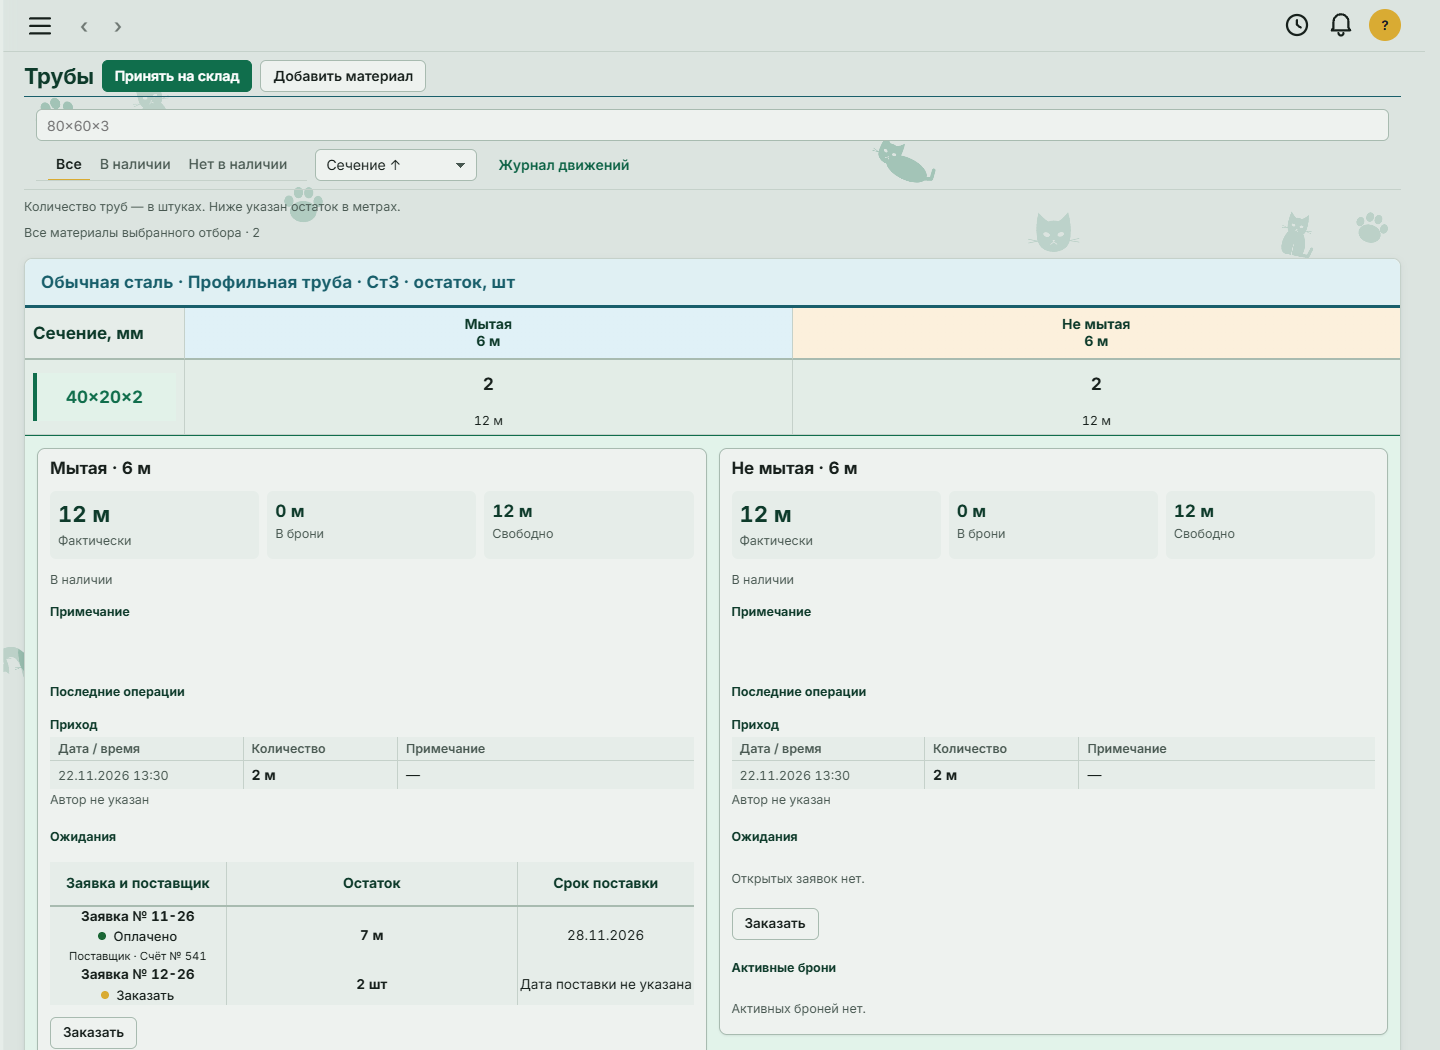 ?
Трубы
Принять на склад
Добавить материал
80×60×3
Все
В наличии
Нет в наличии
Сечение ↑
Журнал движений
Количество труб — в штуках. Ниже указан остаток в метрах.
Все материалы выбранного отбора · 2
Обычная сталь · Профильная труба · Ст3 · остаток, шт
Сечение, мм
Мытая
6 м
Не мытая
6 м
40×20×2
2
12 м
2
12 м
Мытая · 6 м
12 м
Фактически
0 м
В брони
12 м
Свободно
В наличии
Примечание
Последние операции
Приход
Дата / время
Количество
Примечание
22.11.2026 13:30
2 м
—
Автор не указан
Ожидания
Заявка и поставщик
Остаток
Срок поставки
Заявка № 11-26
Оплачено
Поставщик · Счёт № 541
7 м
28.11.2026
Заявка № 12-26
Заказать
2 шт
Дата поставки не указана
Заказать
Не мытая · 6 м
12 м
Фактически
0 м
В брони
12 м
Свободно
В наличии
Примечание
Последние операции
Приход
Дата / время
Количество
Примечание
22.11.2026 13:30
2 м
—
Автор не указан
Ожидания
Открытых заявок нет.
Заказать
Активные брони
Активных броней нет.